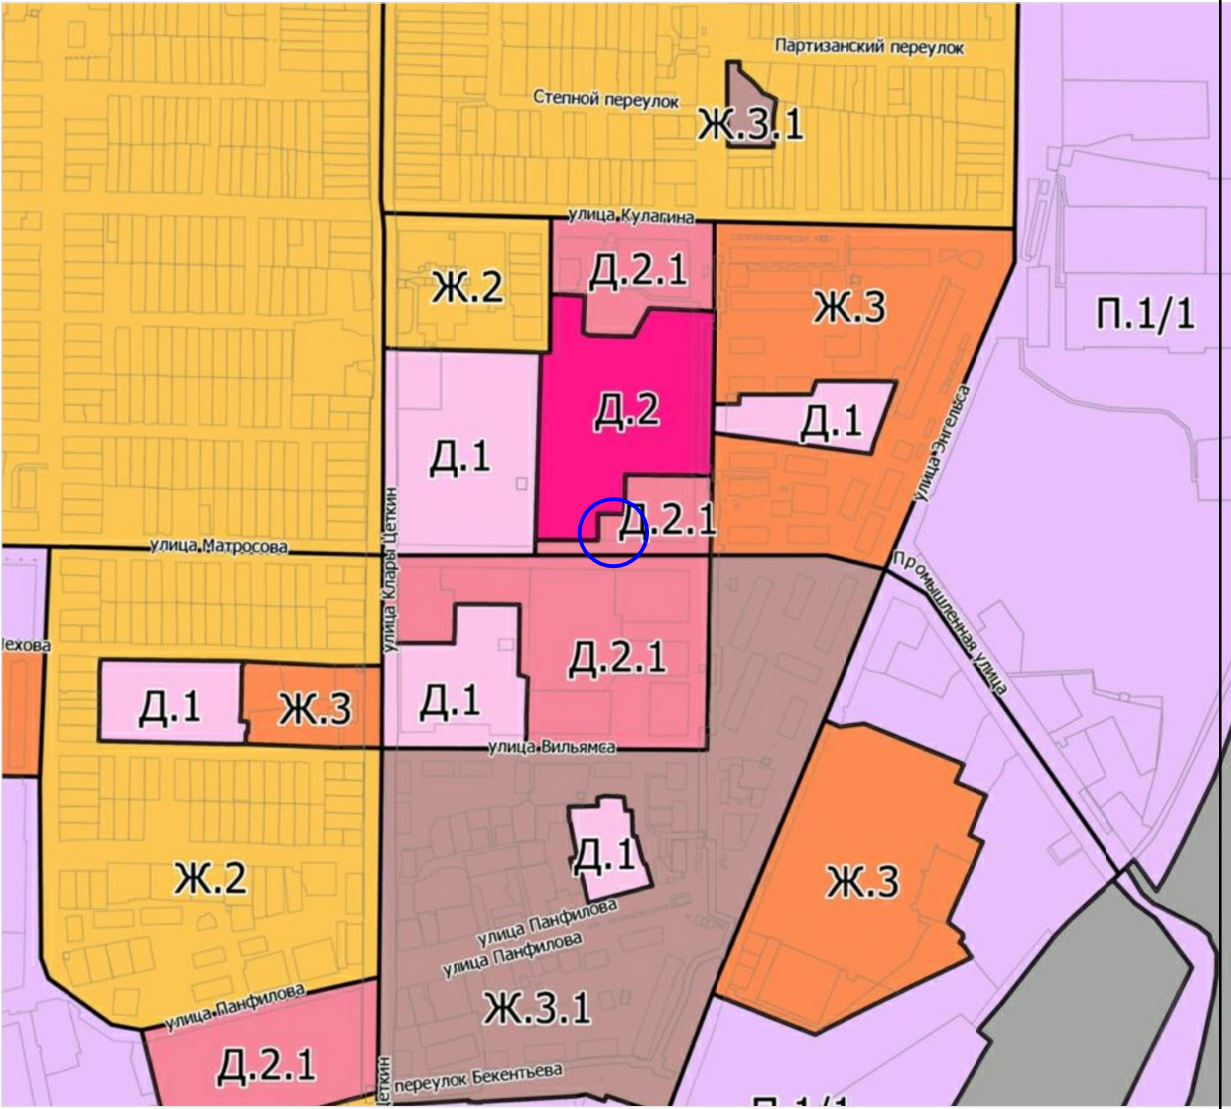 Партизанский переулок
Степной переулок
Ж.3.1
улица Кулагина
Д.2.1
Ж.2
Ж.3
П.1/1
Д.2
Д.1
Д.1
улица Энгельса
Д.2.1
улица Клары Цеткин
улица Матросова
Промышленная улица
Д.2.1
Д.1
Д.1
Ж.3
улица Вильямса
Д.1
Ж.2
Ж.3
улица Панфилова
улица Панфилова
улица Панфилова
Ж.3.1
Д.2.1
переулок Бекентьева
П.1/1